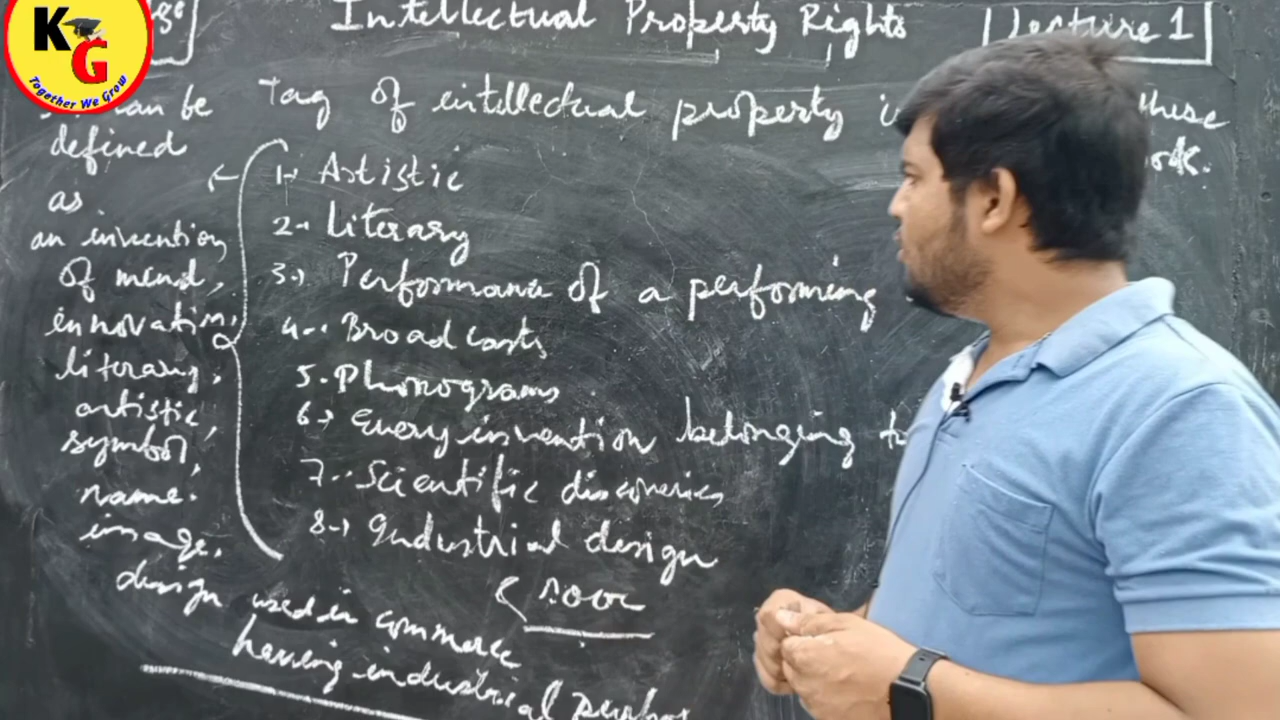 KG
Together We Grow
Intellectual Property Rights
Lecture 1
can be
defined
as
an invention
of mind,
innovation,
literary,
artistic,
symbol,
name.
image,
design used in commerce
having industrial
Tag of intellectual property
these
work.
1. Artistic
2. Literary
3. Performance of a performing
4. Broadcasts
5. Phonograms
6. Every invention belonging to
7. Scientific discoveries
8. Industrial design